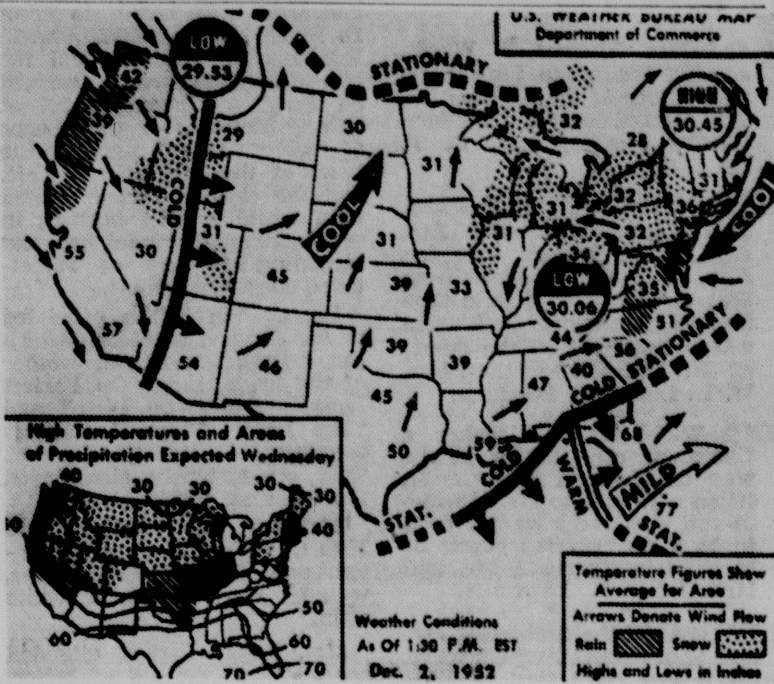 U.S. WEATHER BUREAU MAP
Department of Commerce
LOW
29.53
STATIONARY
HIGH
30.45
42
39
29
30
32
28
31
32
31
36
COLD
31
COOL
31
31
32
34
COOL
55
30
45
39
33
LOW
30.06
35
51
57
54
46
39
39
44
56
STATIONARY
40
COLD
47
45
50
59
COLD
68
WARM
MILD
77
STAT.
STAT.
High Temperatures and Areas
of Precipitation Expected Wednesday
40
30
30
30
30
40
50
60
60
70
70
Weather Conditions
As Of 1:30 P.M. EST
Dec. 2, 1952
Temperature Figures Show
Average for Area
Arrows Denote Wind Flow
Rain
Snow
Highs and Lows in Inches